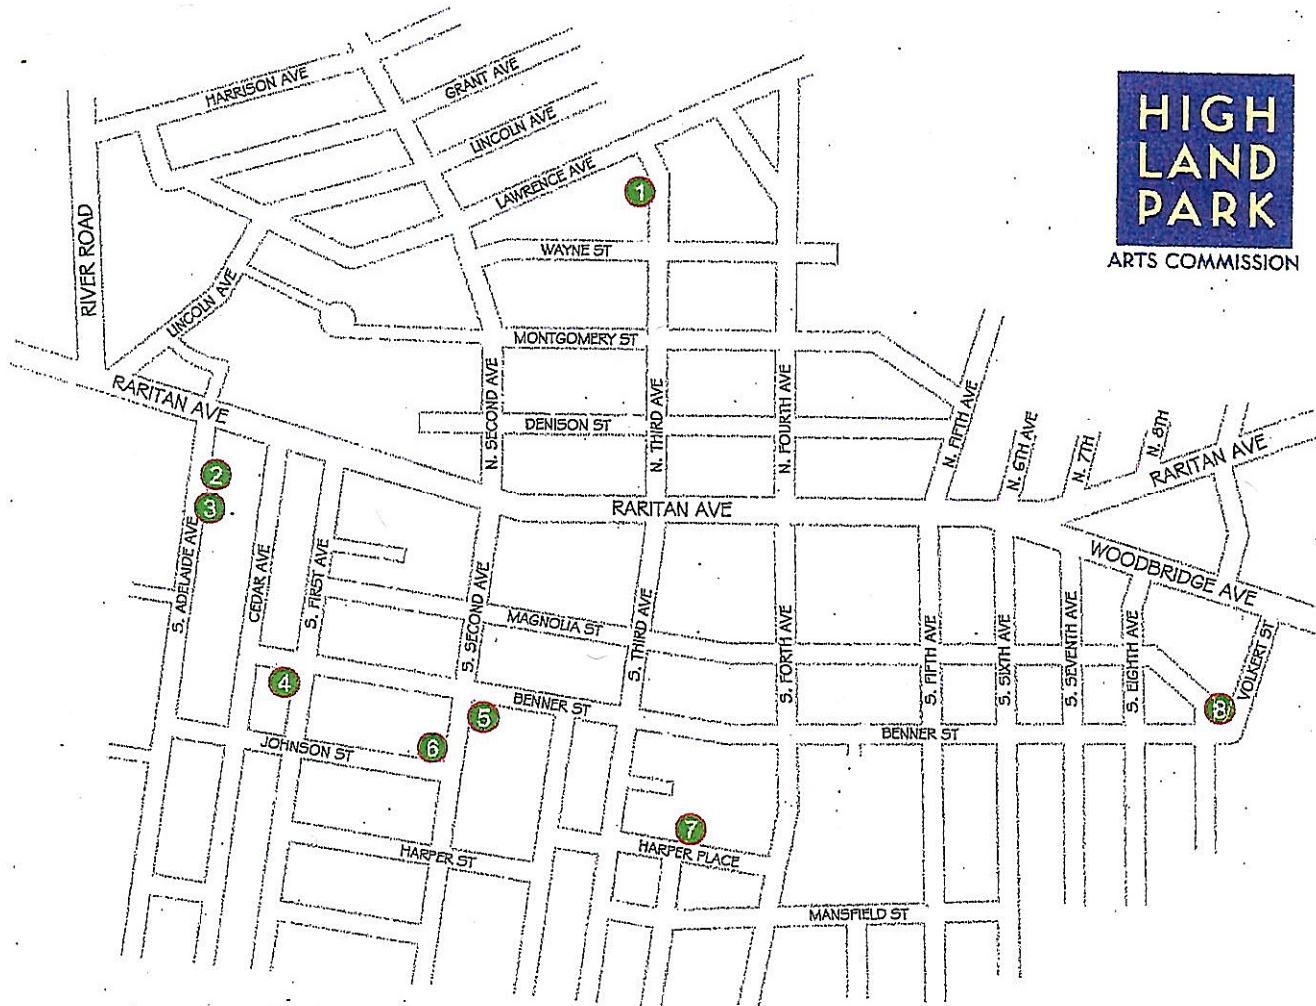 HARRISON AVE
GRANT AVE
LINCOLN AVE
LAWRENCE AVE
1
HIGH
LAND
PARK
ARTS COMMISSION
WAYNE ST
RIVER ROAD
LINCOLN AVE
MONTGOMERY ST
RARITAN AVE
N. SECOND AVE
DENISON ST
N. THIRD AVE
N. FOURTH AVE
N. FIFTH AVE
N. 6TH AVE
N. 7TH
N. 8TH
RARITAN AVE
2
3
RARITAN AVE
WOODBRIDGE AVE
S. ADELAIDE AVE
CEDAR AVE
S. FIRST AVE
S. SECOND AVE
MAGNOLIA ST
S. THIRD AVE
S. FORTH AVE
S. FIFTH AVE
S. SIXTH AVE
S. SEVENTH AVE
S. EIGHTH AVE
VOLKERT ST
4
5
BENNER ST
8
BENNER ST
6
JOHNSON ST
7
HARPER ST
HARPER PLACE
MANSFIELD ST